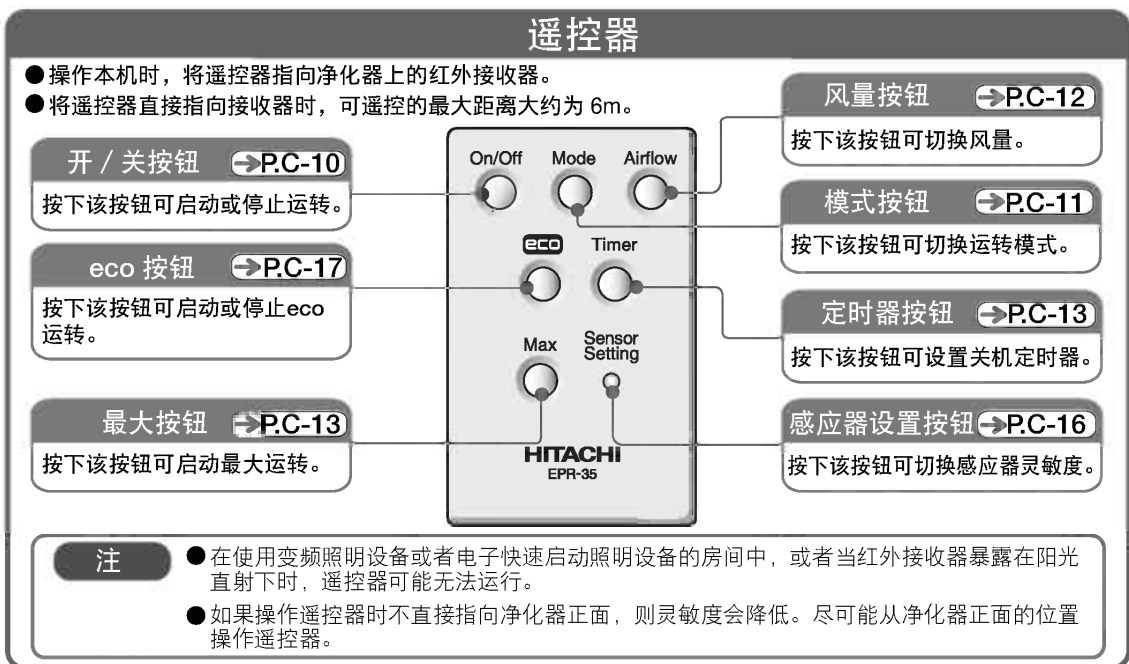 遥控器
●操作本机时，将遥控器指向净化器上的红外接收器。
●将遥控器直接指向接收器时，可遥控的最大距离大约为 6m。
开 / 关按钮 P.C-10
按下该按钮可启动或停止运转。
eco 按钮 P.C-17
按下该按钮可启动或停止eco
运转。
最大按钮 P.C-13
按下该按钮可启动最大运转。
On/Off Mode Airflow
eco Timer
Max Sensor
Setting
HITACHI
EPR-35
风量按钮 P.C-12
按下该按钮可切换风量。
模式按钮 P.C-11
按下该按钮可切换运转模式。
定时器按钮 P.C-13
按下该按钮可设置关机定时器。
感应器设置按钮 P.C-16
按下该按钮可切换感应器灵敏度。
注
●在使用变频照明设备或者电子快速启动照明设备的房间中，或者当红外接收器暴露在阳光
直射下时，遥控器可能无法运行。
●如果操作遥控器时不直接指向净化器正面，则灵敏度会降低。尽可能从净化器正面的位置
操作遥控器。